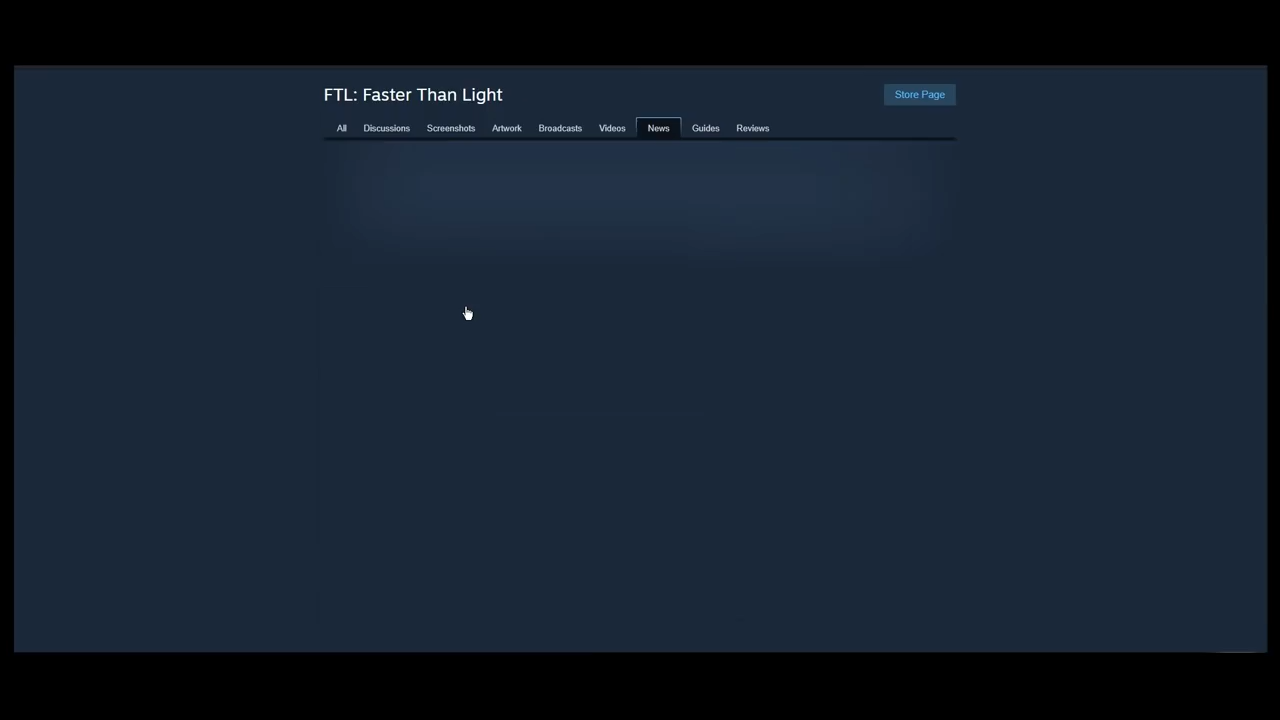 FTL: Faster Than Light
Store Page
All Discussions Screenshots Artwork Broadcasts Videos News Guides Reviews